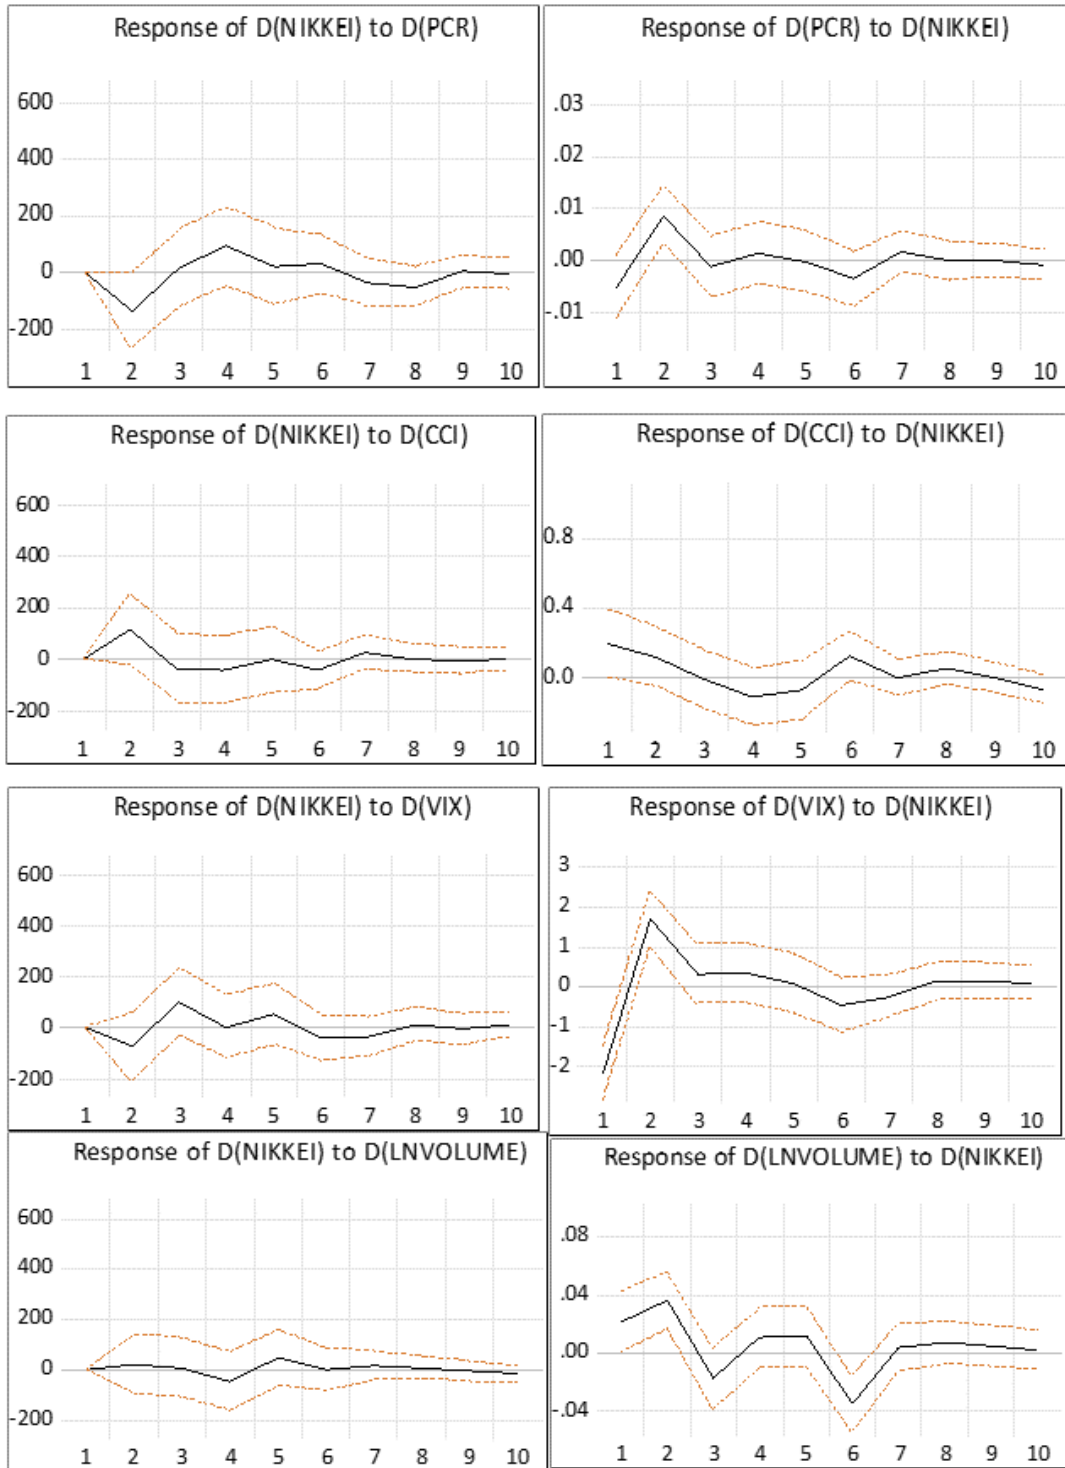 Response of D(NIKKEI) to D(PCR)
600
400
200
0
-200
1 2 3 4 5 6 7 8 9 10
Response of D(PCR) to D(NIKKEI)
.03
.02
.01
.00
-.01
1 2 3 4 5 6 7 8 9 10
Response of D(NIKKEI) to D(CCI)
600
400
200
0
-200
1 2 3 4 5 6 7 8 9 10
Response of D(CCI) to D(NIKKEI)
0.8
0.4
0.0
1 2 3 4 5 6 7 8 9 10
Response of D(NIKKEI) to D(VIX)
600
400
200
0
-200
1 2 3 4 5 6 7 8 9 10
Response of D(VIX) to D(NIKKEI)
3
2
1
0
-1
-2
1 2 3 4 5 6 7 8 9 10
Response of D(NIKKEI) to D(LNVOLUME)
600
400
200
0
-200
1 2 3 4 5 6 7 8 9 10
Response of D(LNVOLUME) to D(NIKKEI)
.08
.04
.00
-.04
1 2 3 4 5 6 7 8 9 10